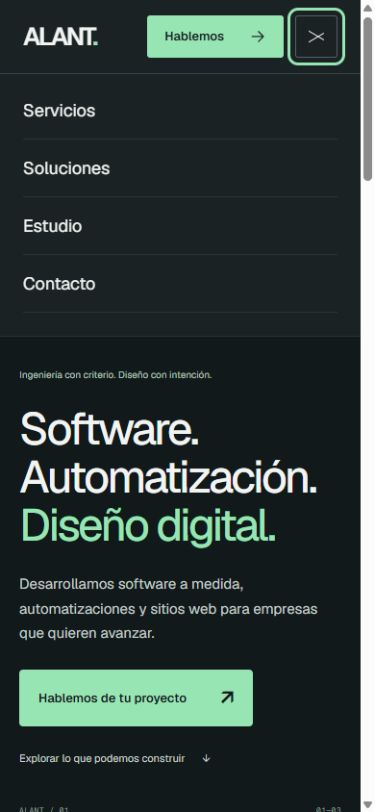 ALANT.
Hablemos →
Servicios
Soluciones
Estudio
Contacto
Ingeniería con criterio. Diseño con intención.
Software.
Automatización.
Diseño digital.
Desarrollamos software a medida,
automatizaciones y sitios web para empresas
que quieren avanzar.
Hablemos de tu proyecto
Explorar lo que podemos construir ↓
ALANT / 01 01—03